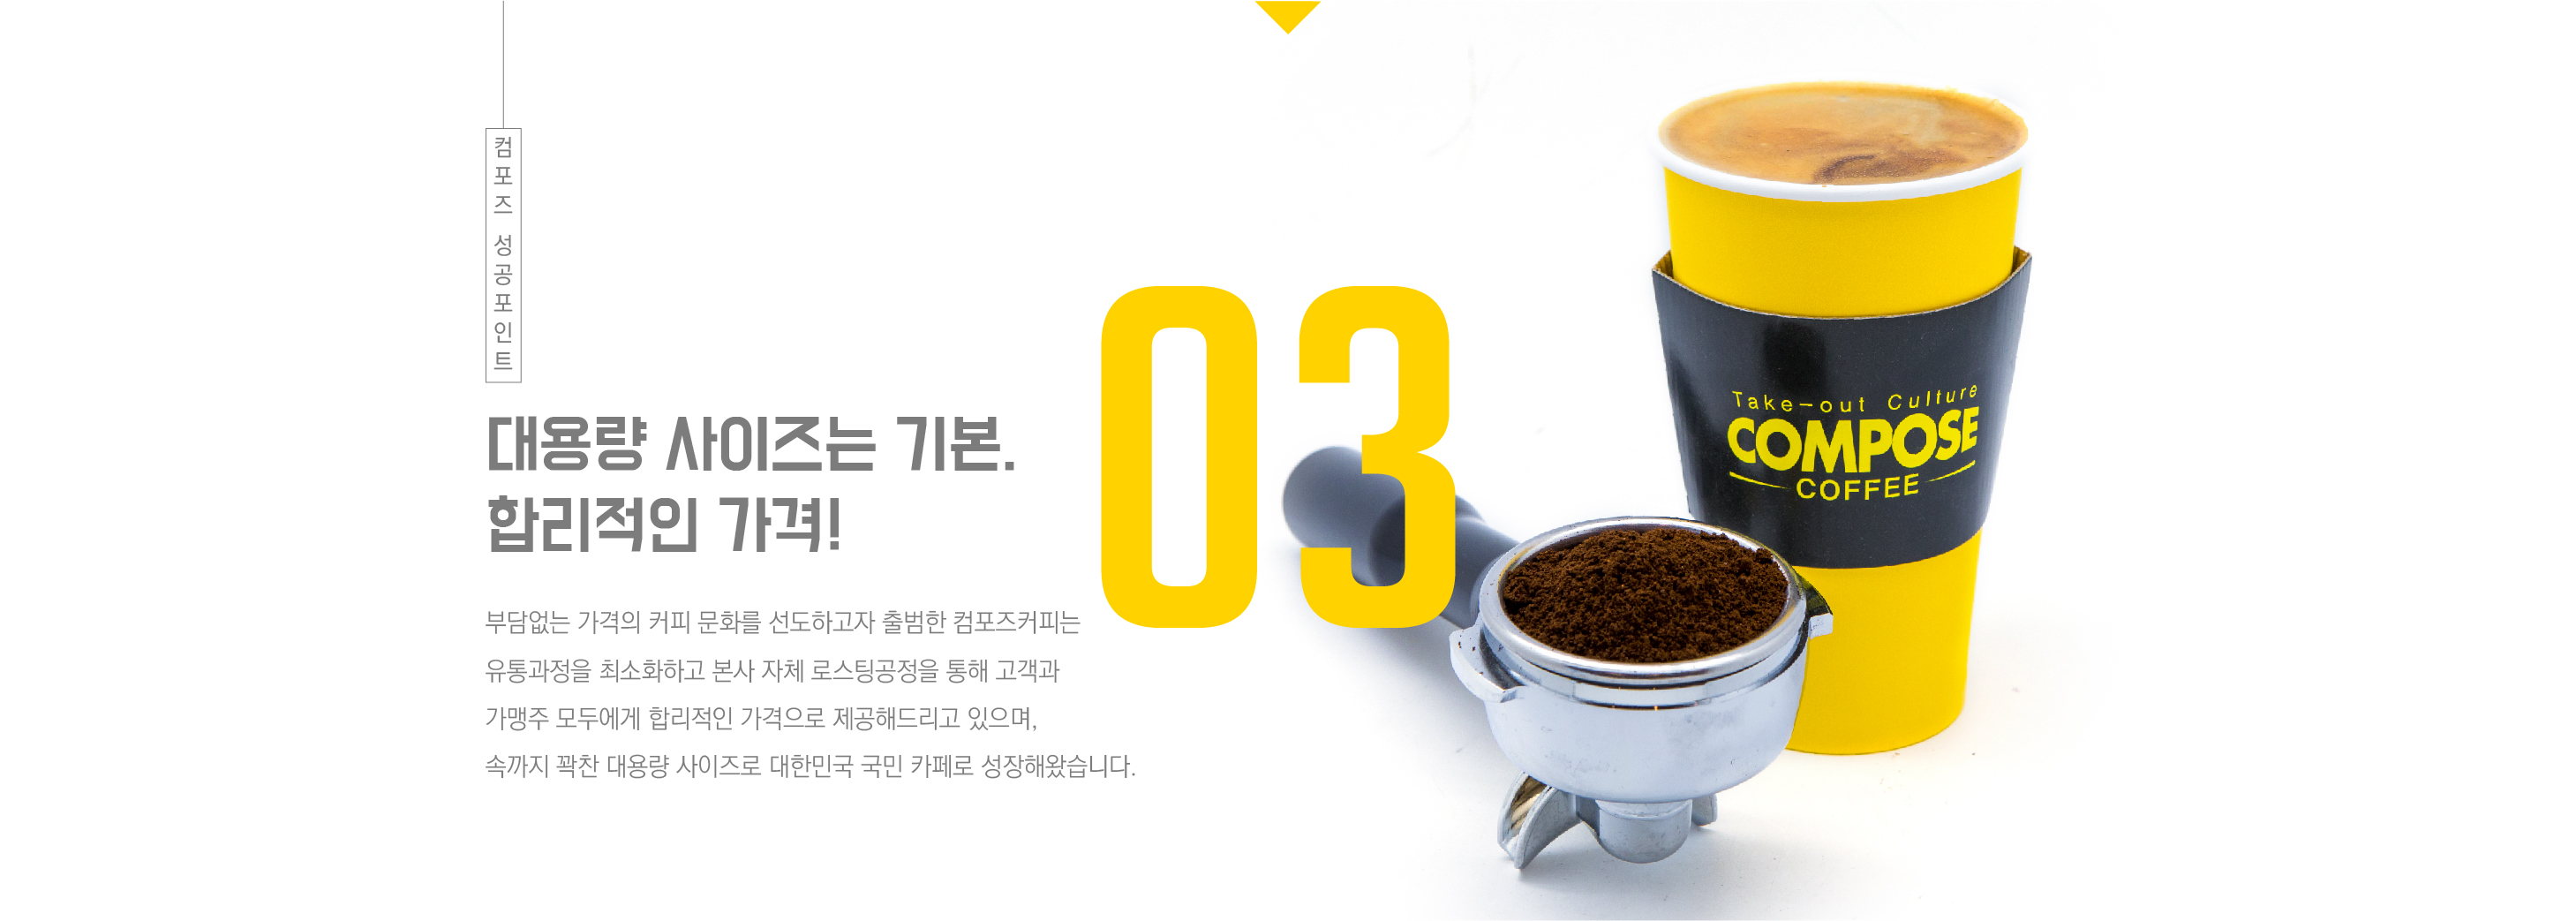 컴포즈 성공포인트
대용량 사이즈는 기본.
합리적인 가격!
03
부담없는 가격의 커피 문화를 선도하고자 출범한 컴포즈커피는
유통과정을 최소화하고 본사 자체 로스팅공정을 통해 고객과
가맹주 모두에게 합리적인 가격으로 제공해드리고 있으며,
속까지 꽉찬 대용량 사이즈로 대한민국 국민 카페로 성장해왔습니다.
Take-out Culture
COMPOSE
COFFEE